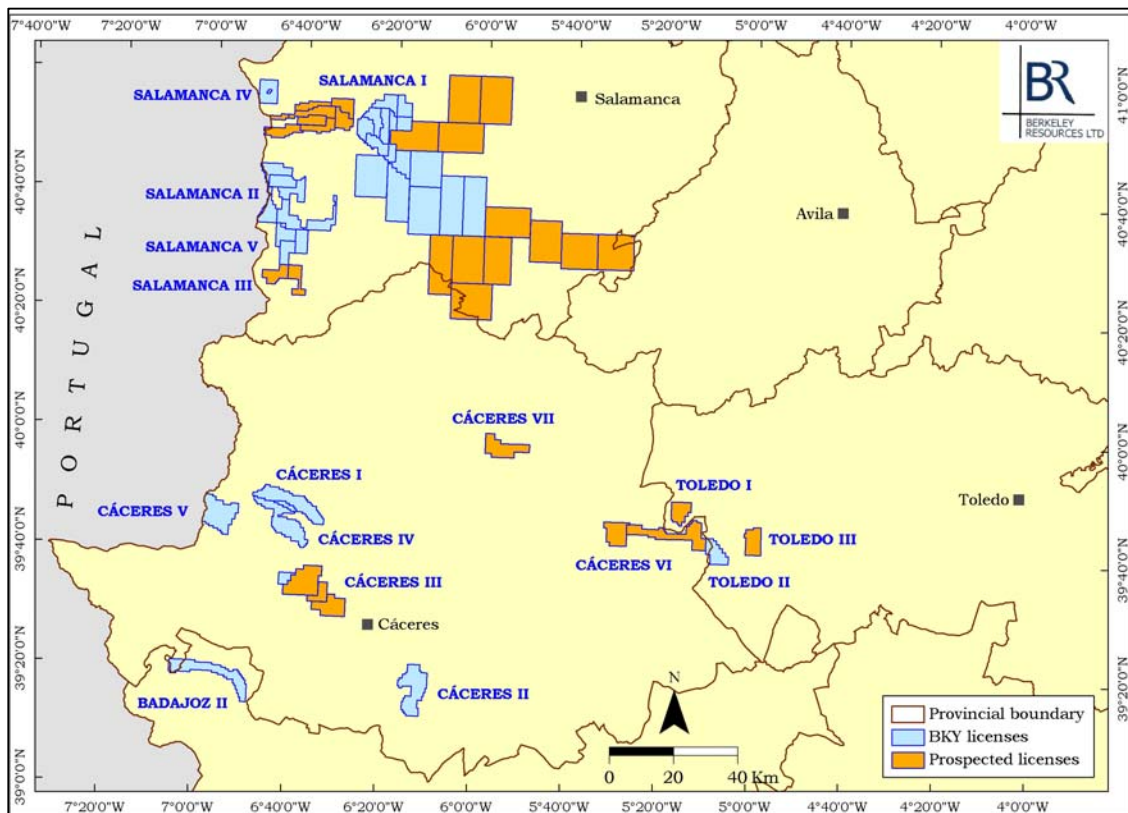 7°40'0"W 7°20'0"W 7°0'0"W 6°40'0"W 6°20'0"W 6°0'0"W 5°40'0"W 5°20'0"W 5°0'0"W 4°40'0"W 4°20'0"W 4°0'0"W
41°0'0"N
40°40'0"N
40°20'0"N
40°0'0"N
39°40'0"N
39°20'0"N
39°0'0"N
SALAMANCA I
SALAMANCA IV
Salamanca
BR
BERKELEY
RESOURCES LTD
SALAMANCA II
Avila
SALAMANCA V
SALAMANCA III
PORTUGAL
CÁCERES VII
CÁCERES I
CÁCERES V
CÁCERES IV
TOLEDO I
Toledo
TOLEDO III
CÁCERES VI
TOLEDO II
CÁCERES III
Cáceres
BADAJOZ II
CÁCERES II
N
0 20 40 Km
Provincial boundary
BKY licenses
Prospected licenses
41°0'0"N
40°40'0"N
40°20'0"N
40°0'0"N
39°40'0"N
39°20'0"N
7°20'0"W 7°0'0"W 6°40'0"W 6°20'0"W 6°0'0"W 5°40'0"W 5°20'0"W 5°0'0"W 4°40'0"W 4°20'0"W 4°0'0"W